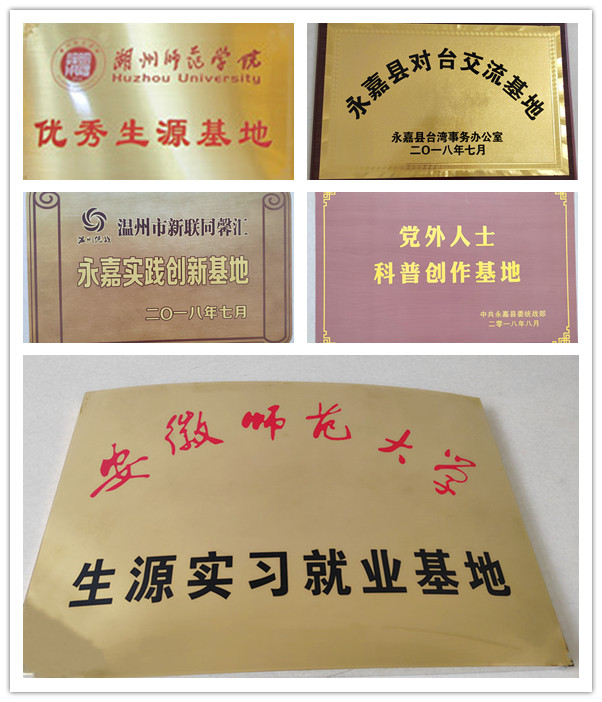 湖州师范学院
Huzhou University
优秀生源基地
永嘉县对台交流基地
永嘉县台湾事务办公室
二〇一八年七月
温州市新联同馨汇
永嘉实践创新基地
二〇一八年七月
党外人士
科普创作基地
中共永嘉县委统战部
二零一八年八月
安徽师范大学
生源实习就业基地